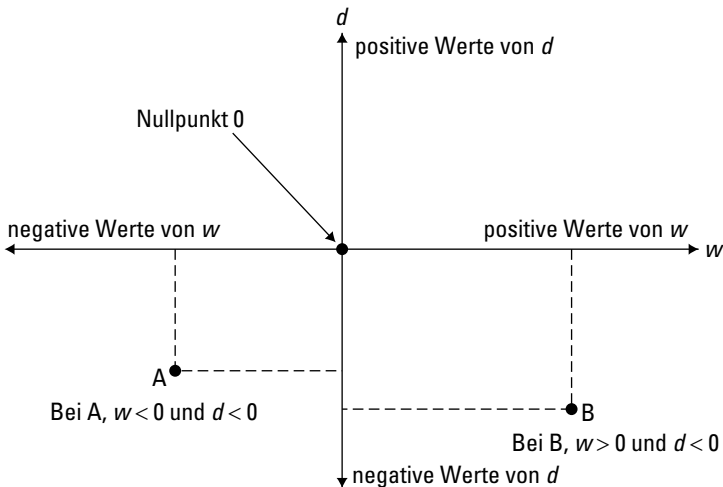 d
positive Werte von d
Nullpunkt 0
negative Werte von w
positive Werte von w
w
A
Bei A, w < 0 und d < 0
B
Bei B, w > 0 und d < 0
negative Werte von d